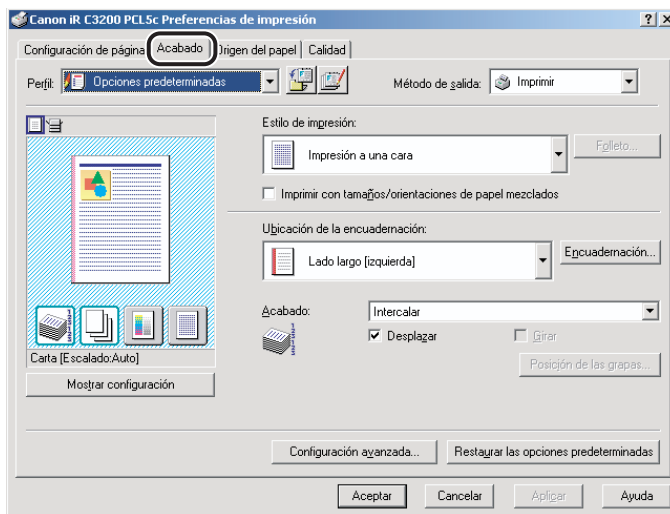 Canon iR C3200 PCL5c Preferencias de impresión
Configuración de página Acabado Origen del papel Calidad
Perfil: Opciones predeterminadas Método de salida: Imprimir
Estilo de impresión:
Impresión a una cara Folleto...
Imprimir con tamaños/orientaciones de papel mezclados
Ubicación de la encuadernación:
Lado largo [izquierda] Encuadernación...
Acabado: Intercalar
Desplazar Girar
Posición de las grapas...
Carta [Escalado:Auto]
Mostrar configuración
Configuración avanzada... Restaurar las opciones predeterminadas
Aceptar Cancelar Aplicar Ayuda